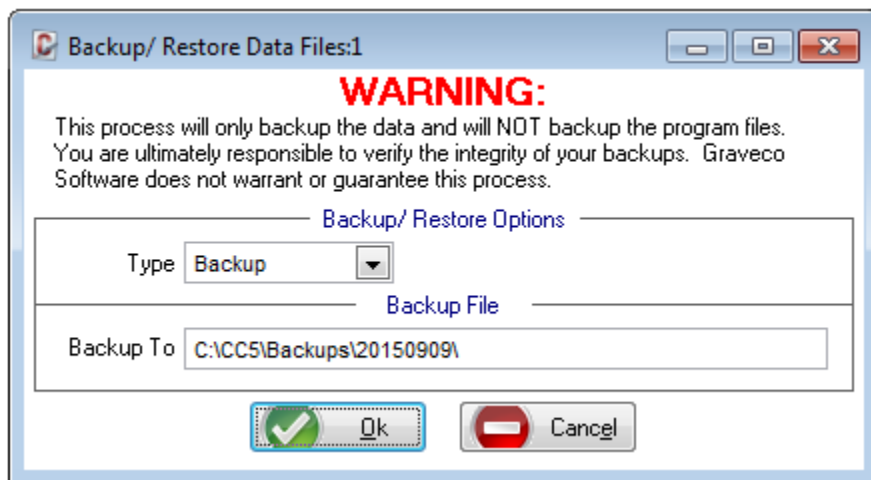 Backup/ Restore Data Files:1
WARNING:
This process will only backup the data and will NOT backup the program files.
You are ultimately responsible to verify the integrity of your backups.  Graveco
Software does not warrant or guarantee this process.
Backup/ Restore Options
Type Backup
Backup File
Backup To C:\CC5\Backups\20150909\
Ok Cancel